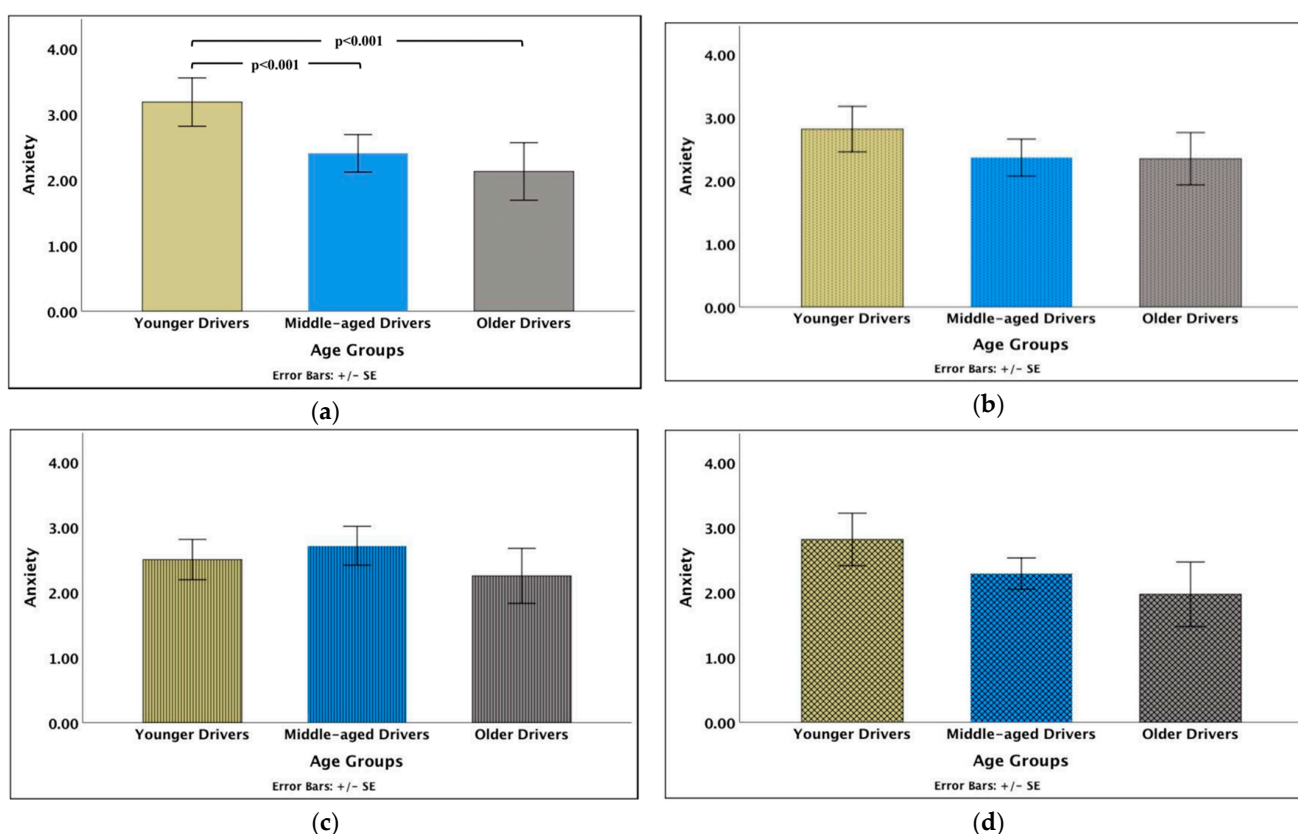 p<0.001
p<0.001
4.00
3.00
2.00
1.00
0.00
Anxiety
Younger Drivers Middle-aged Drivers Older Drivers
Age Groups
Error Bars: +/- SE
(a)
4.00
3.00
2.00
1.00
0.00
Anxiety
Younger Drivers Middle-aged Drivers Older Drivers
Age Groups
Error Bars: +/- SE
(b)
4.00
3.00
2.00
1.00
0.00
Anxiety
Younger Drivers Middle-aged Drivers Older Drivers
Age Groups
Error Bars: +/- SE
(c)
4.00
3.00
2.00
1.00
0.00
Anxiety
Younger Drivers Middle-aged Drivers Older Drivers
Age Groups
Error Bars: +/- SE
(d)